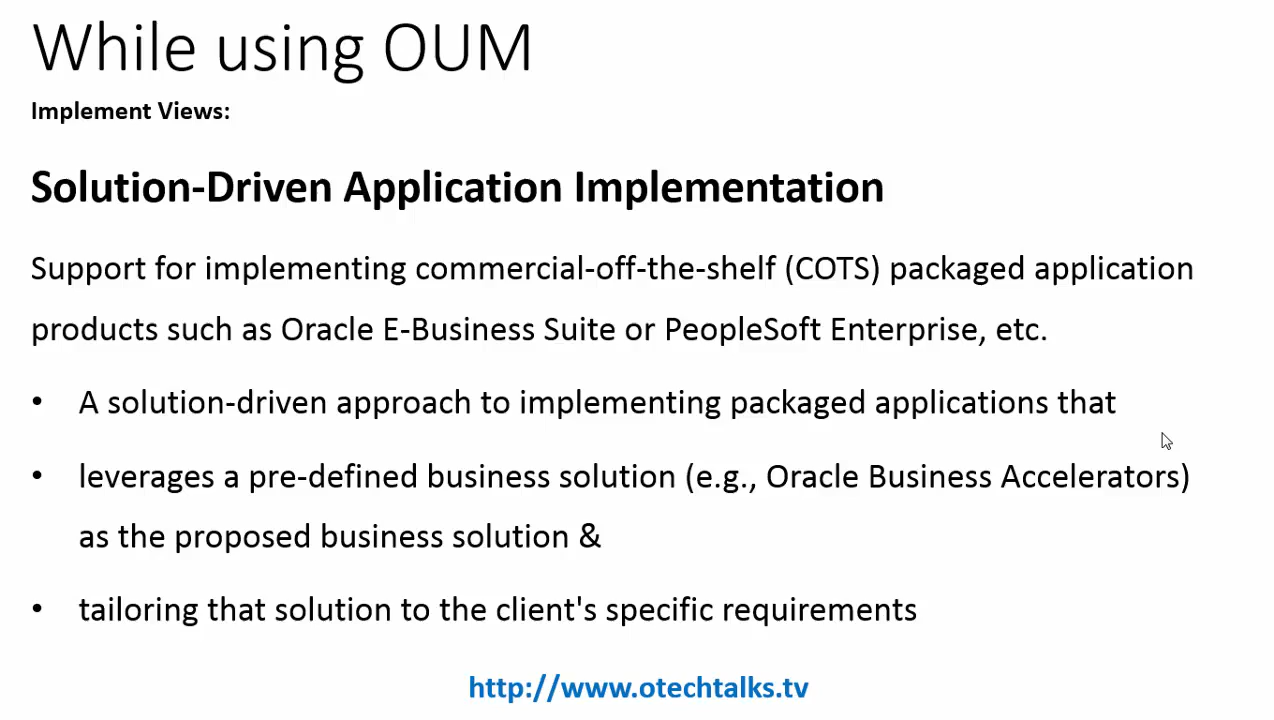 While using OUM
Implement Views:
Solution-Driven Application Implementation
Support for implementing commercial-off-the-shelf (COTS) packaged application
products such as Oracle E-Business Suite or PeopleSoft Enterprise, etc.
• A solution-driven approach to implementing packaged applications that
• leverages a pre-defined business solution (e.g., Oracle Business Accelerators)
as the proposed business solution &
• tailoring that solution to the client's specific requirements
http://www.otechtalks.tv